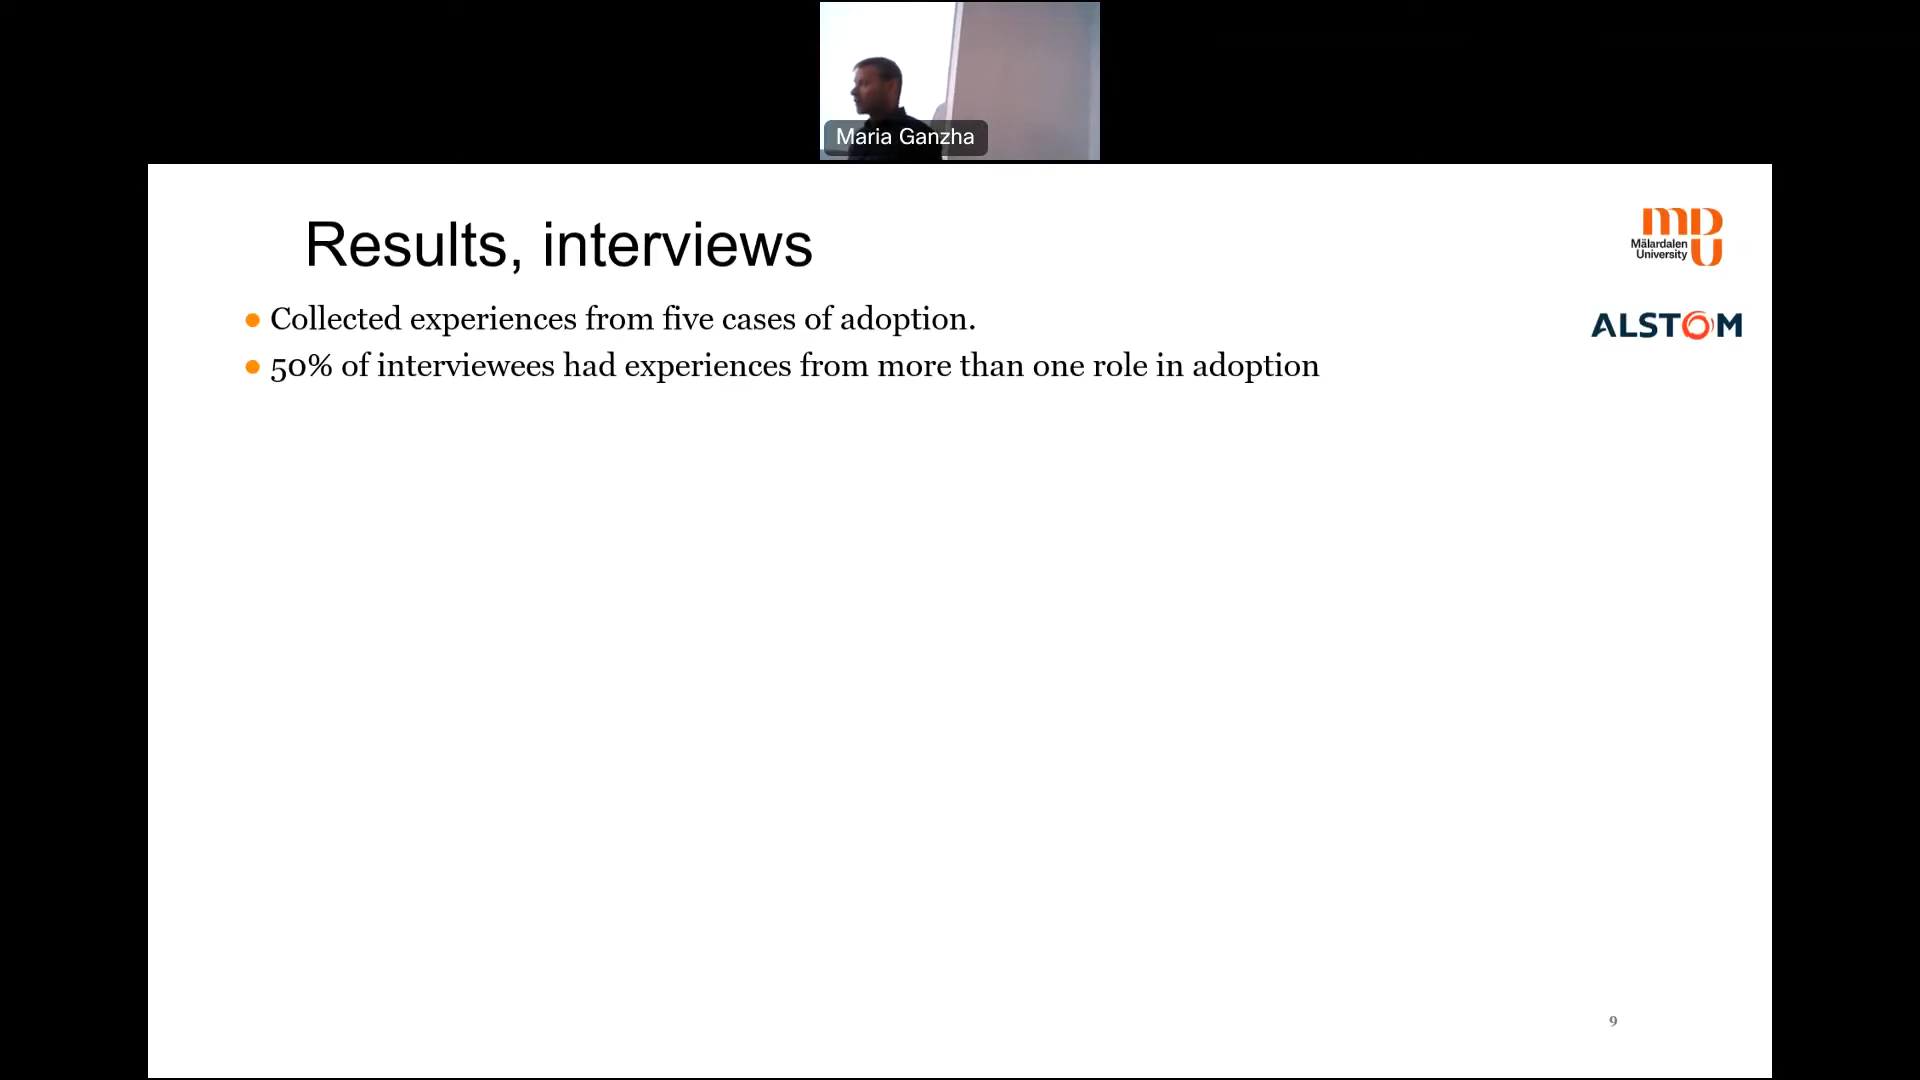 Maria Ganzha
Results, interviews
Mälardalen
University
ALSTOM
Collected experiences from five cases of adoption.
50% of interviewees had experiences from more than one role in adoption
9